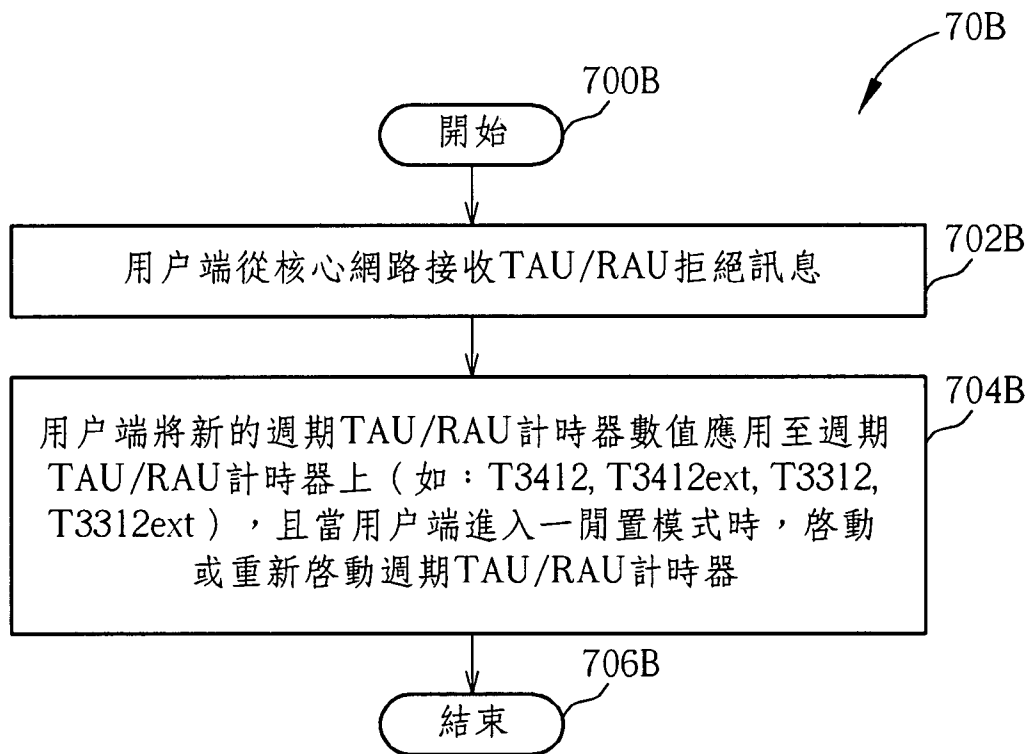 70B
700B
開始
702B
用户端從核心網路接收TAU/RAU拒絕訊息
704B
用户端將新的週期TAU/RAU計時器數值應用至週期
TAU/RAU計時器上（如：T3412, T3412ext, T3312,
T3312ext），且當用户端進入一閒置模式時，啓動
或重新啓動週期TAU/RAU計時器
706B
結束